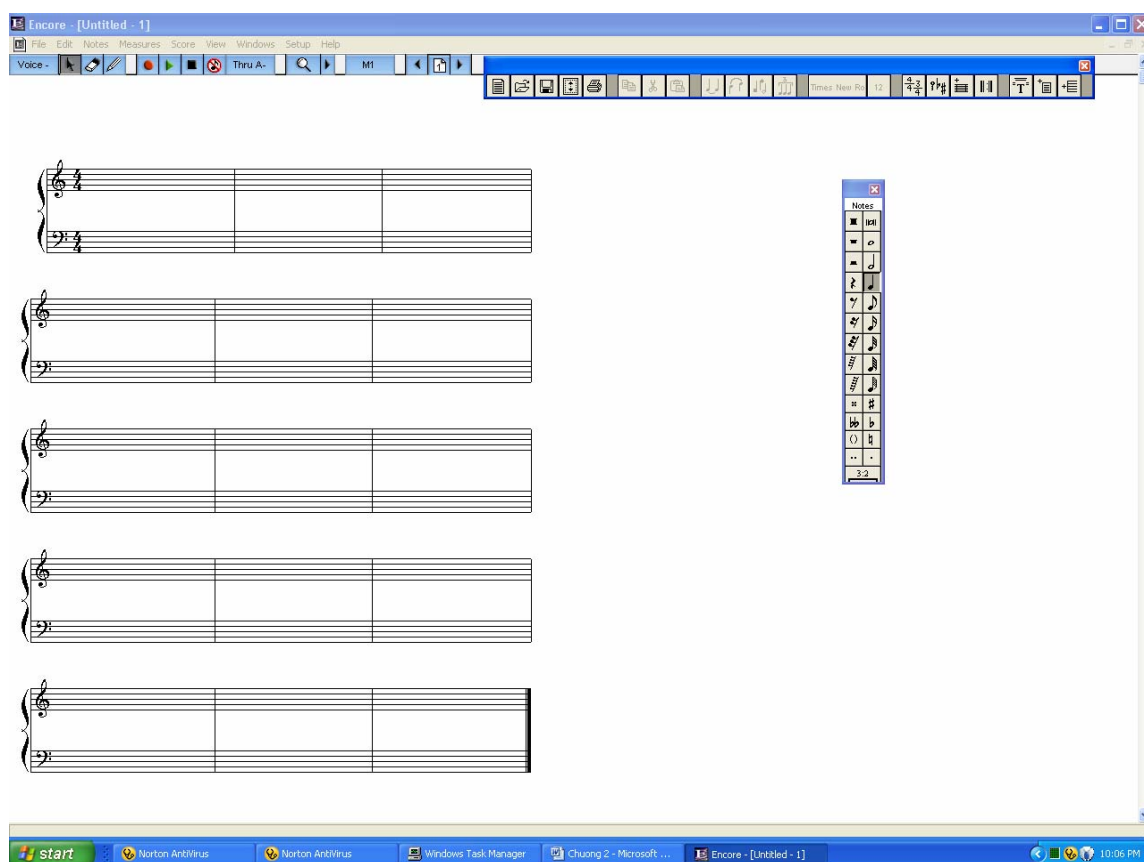 Encore - [Untitled - 1]
File Edit Notes Measures Score View Windows Setup Help
Voice - Thru A- M1
Times New Ro 12
Notes
3:2
start Norton AntiVirus Norton AntiVirus Windows Task Manager Chuong 2 - Microsoft ... Encore - [Untitled - 1] 10:06 PM